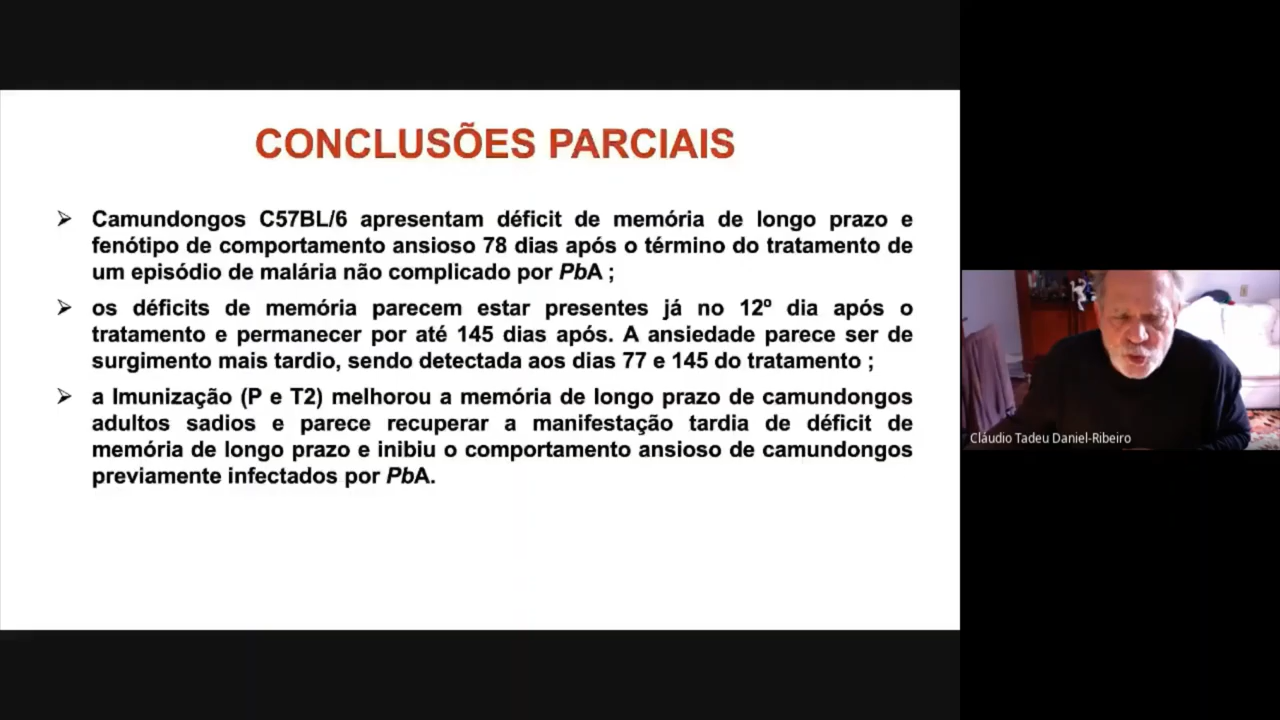 CONCLUSÕES PARCIAIS
➢ Camundongos C57BL/6 apresentam déficit de memória de longo prazo e
fenótipo de comportamento ansioso 78 dias após o término do tratamento de
um episódio de malária não complicado por PbA ;
➢ os déficits de memória parecem estar presentes já no 12º dia após o
tratamento e permanecer por até 145 dias após. A ansiedade parece ser de
surgimento mais tardio, sendo detectada aos dias 77 e 145 do tratamento ;
➢ a Imunização (P e T2) melhorou a memória de longo prazo de camundongos
adultos sadios e parece recuperar a manifestação tardia de déficit de
memória de longo prazo e inibiu o comportamento ansioso de camundongos
previamente infectados por PbA.
Cláudio Tadeu Daniel-Ribeiro